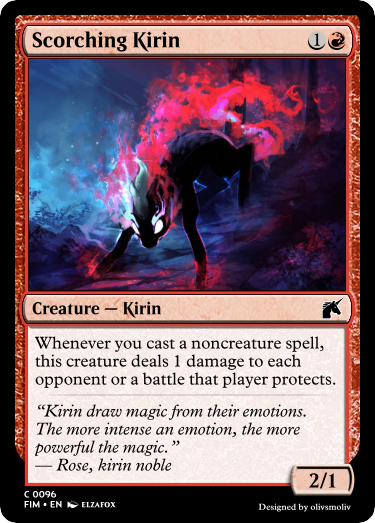 Scorching Kirin 1
Creature — Kirin
Whenever you cast a noncreature spell,
this creature deals 1 damage to each
opponent or a battle that player protects.
“Kirin draw magic from their emotions.
The more intense an emotion, the more
powerful the magic.”
— Rose, kirin noble
2/1
C 0096
FIM • EN ELZAFOX
Designed by olivsmoliv